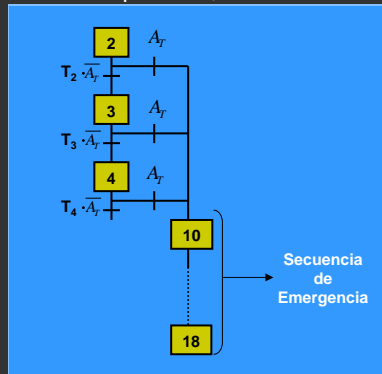 2
A_T
T₂ ·A̅_T̅
3
A_T
T₃ ·A̅_T̅
4
A_T
T₄ ·A̅_T̅
10
Secuencia
de
Emergencia
18